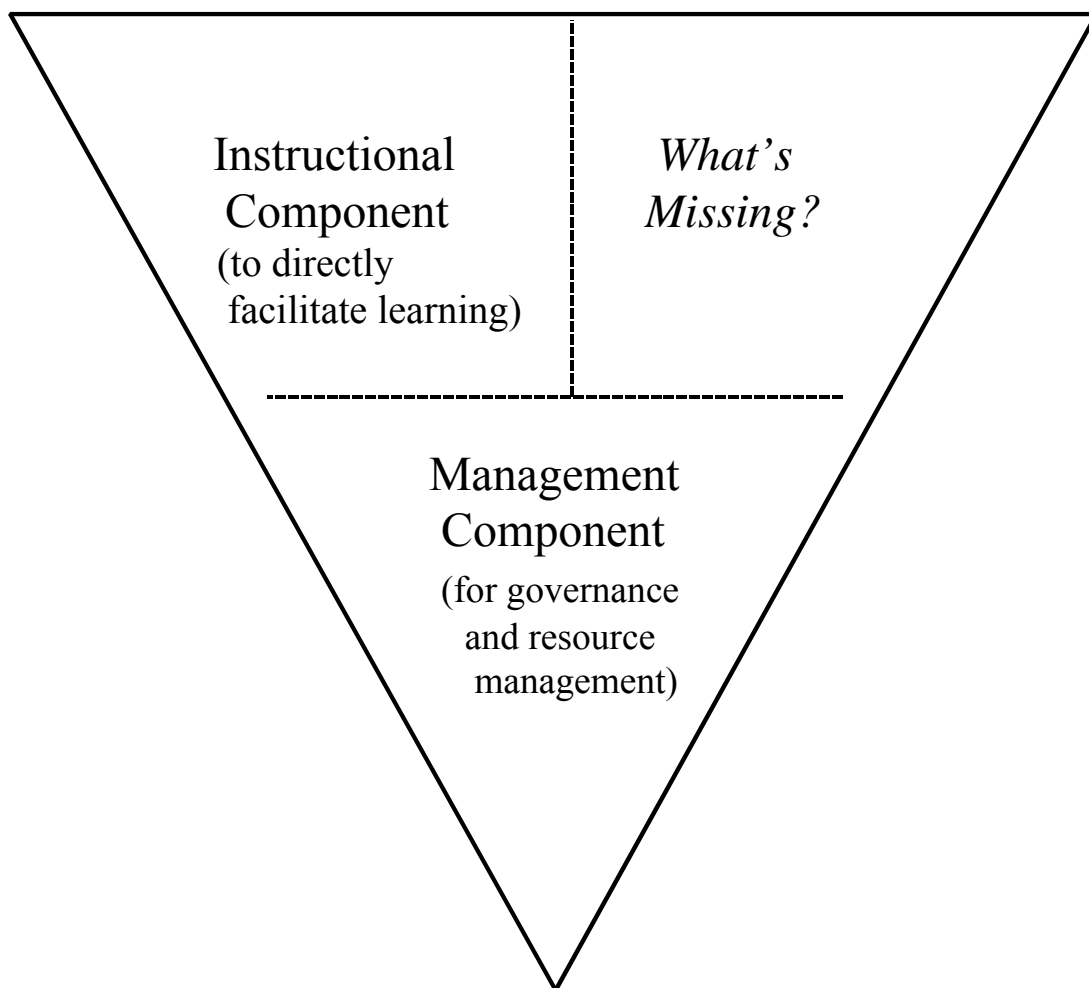 Instructional
Component
(to directly
facilitate learning)
What’s
Missing?
Management
Component
(for governance
and resource
management)